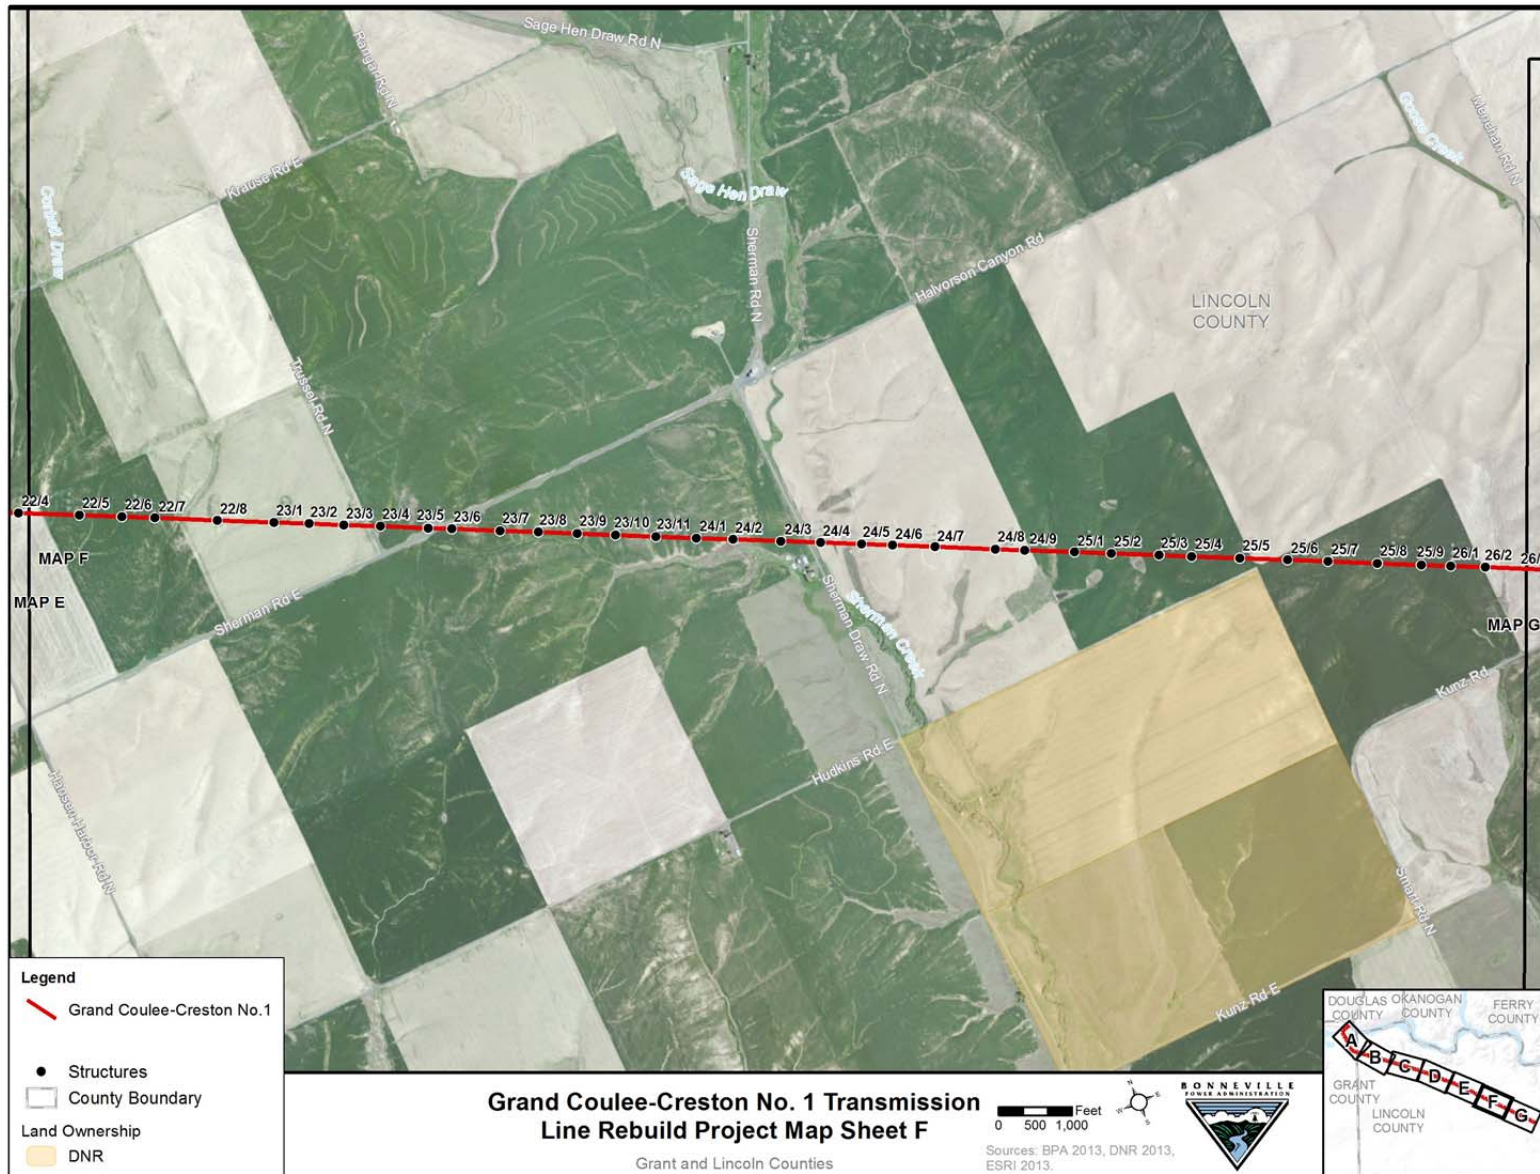 Sage Hen Draw Rd N
Rangar Rd N
Goose Creek
Krause Rd E
Sage Hen Draw
Sherman Rd N
Halvorson Canyon Rd
LINCOLN
COUNTY
Trussel Rd N
22/4
22/5
22/6
22/7
22/8
23/1
23/2
23/3
23/4
23/5
23/6
23/7
23/8
23/9
23/10
23/11
24/1
24/2
24/3
24/4
24/5
24/6
24/7
24/8
24/9
25/1
25/2
25/3
25/4
25/5
25/6
25/7
25/8
25/9
26/1
26/2
26/
MAP F
MAP E
MAP G
Sherman Rd E
Sherman Creek
Sherman Draw Rd N
Kunz Rd
Hudkins Rd E
Hansen Harbor Rd N
Smart Rd N
Kunz Rd E
Legend
Grand Coulee-Creston No.1
Structures
County Boundary
Land Ownership
DNR
Grand Coulee-Creston No. 1 Transmission
Line Rebuild Project Map Sheet F
Grant and Lincoln Counties
Feet
0 500 1,000
Sources: BPA 2013, DNR 2013,
ESRI 2013.
N
E
S
W
BONNEVILLE
POWER ADMINISTRATION
DOUGLAS
COUNTY
OKANOGAN
COUNTY
FERRY
COUNTY
A
B
C
D
E
F
G
GRANT
COUNTY
LINCOLN
COUNTY